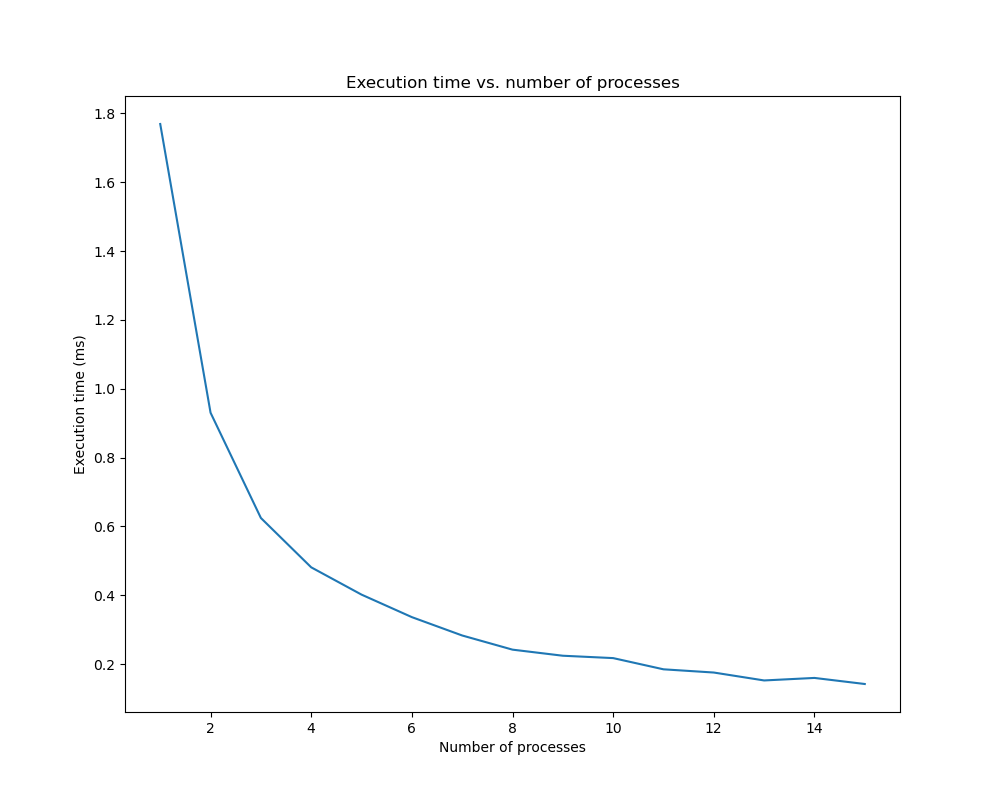 Execution time vs. number of processes
1.8
1.6
1.4
1.2
1.0
0.8
0.6
0.4
0.2
Execution time (ms)
2 4 6 8 10 12 14
Number of processes